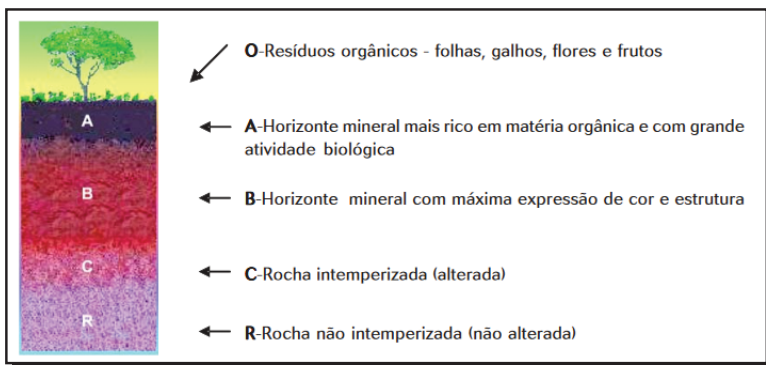 O-Resíduos orgânicos - folhas, galhos, flores e frutos
A
A-Horizonte mineral mais rico em matéria orgânica e com grande
atividade biológica
B
B-Horizonte mineral com máxima expressão de cor e estrutura
C
C-Rocha intemperizada (alterada)
R
R-Rocha não intemperizada (não alterada)